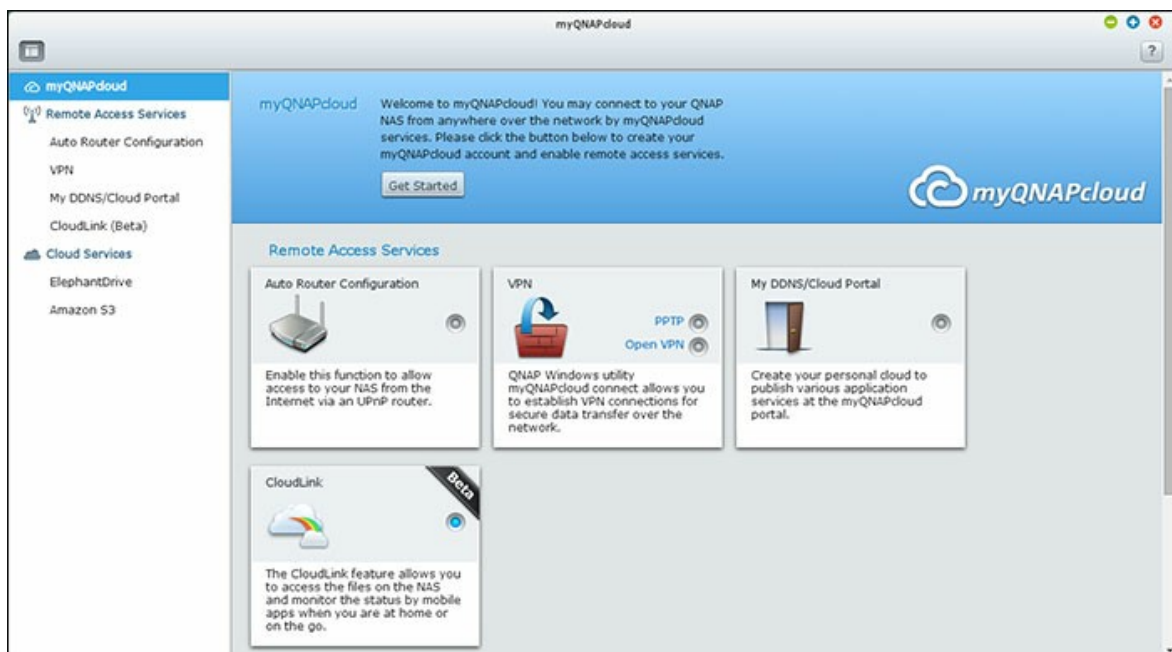 myQNAPcloud
?
myQNAPcloud
Remote Access Services
Auto Router Configuration
VPN
My DDNS/Cloud Portal
CloudLink (Beta)
Cloud Services
ElephantDrive
Amazon S3
myQNAPcloud
Welcome to myQNAPcloud! You may connect to your QNAP
NAS from anywhere over the network by myQNAPcloud
services. Please click the button below to create your
myQNAPcloud account and enable remote access services.
Get Started
myQNAPcloud
Remote Access Services
Auto Router Configuration
Enable this function to allow
access to your NAS from the
Internet via an UPnP router.
VPN
PPTP
Open VPN
QNAP Windows utility
myQNAPcloud connect allows you
to establish VPN connections for
secure data transfer over the
network.
My DDNS/Cloud Portal
Create your personal cloud to
publish various application
services at the myQNAPcloud
portal.
CloudLink
Beta
The CloudLink feature allows you
to access the files on the NAS
and monitor the status by mobile
apps when you are at home or
on the go.